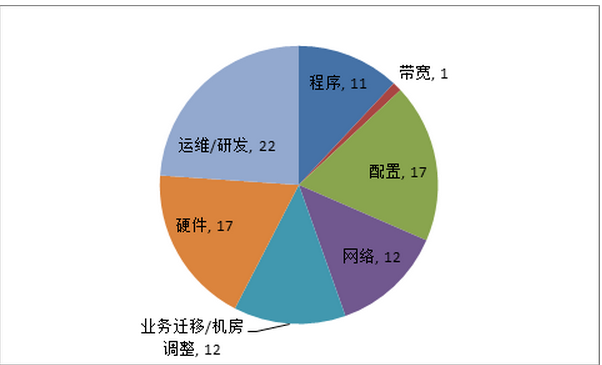 程序, 11
带宽, 1
配置, 17
网络, 12
业务迁移/机房
调整, 12
硬件, 17
运维/研发, 22